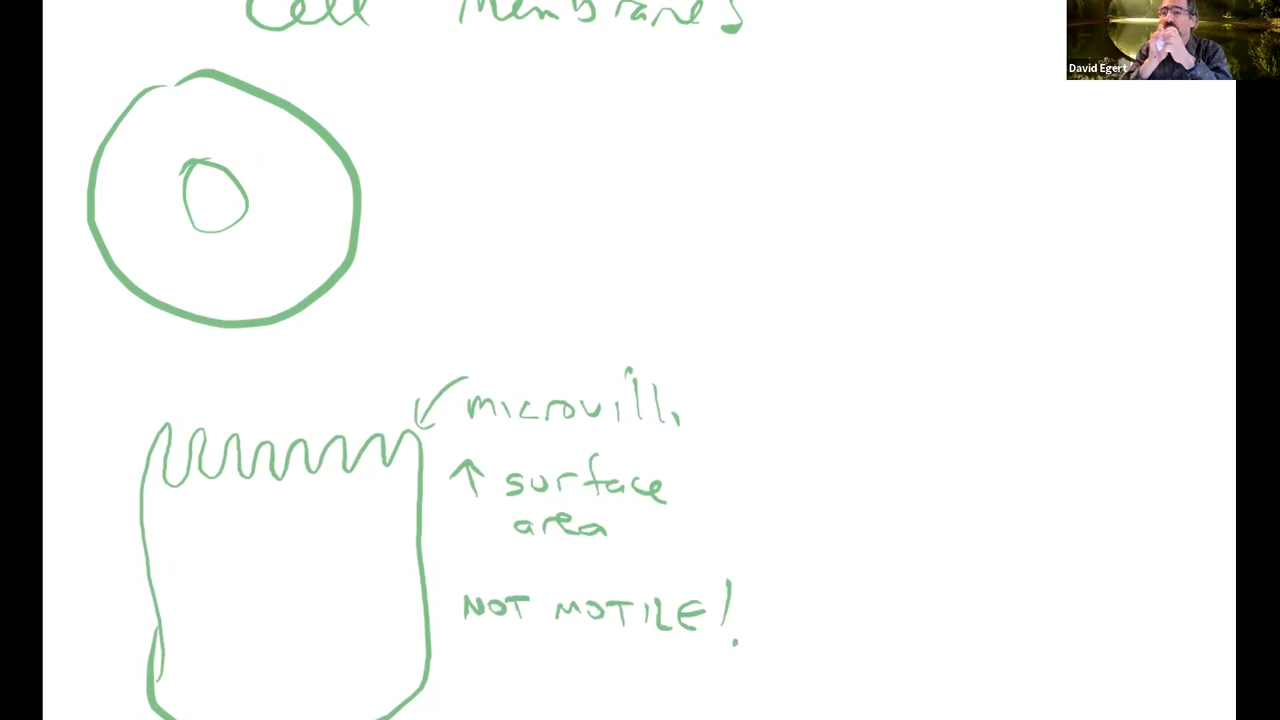 Cell Membranes
David Egert
microvilli
↑ surface
area
NOT MOTILE!